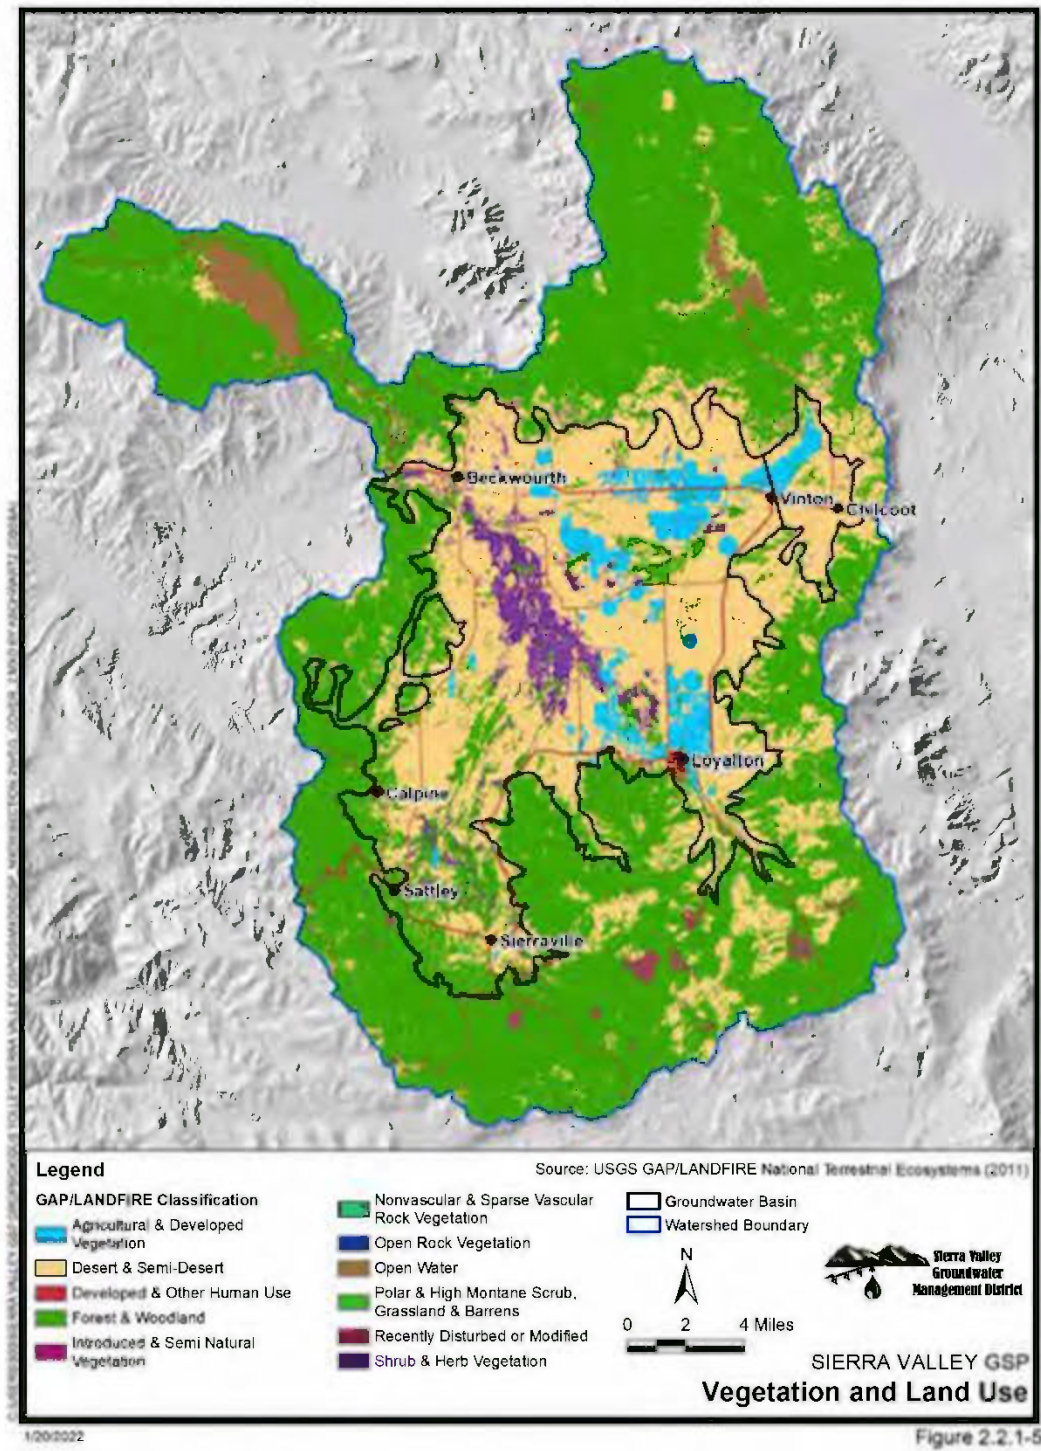 Beckwourth
Vinton
Chilcoot
Loyalton
Calpine
Sattley
Sierraville
Legend
Source: USGS GAP/LANDFIRE National Terrestrial Ecosystems (2011)
GAP/LANDFIRE Classification
Agricultural & Developed
Vegetation
Desert & Semi-Desert
Developed & Other Human Use
Forest & Woodland
Introduced & Semi Natural
Vegetation
Nonvascular & Sparse Vascular
Rock Vegetation
Open Rock Vegetation
Open Water
Polar & High Montane Scrub,
Grassland & Barrens
Recently Disturbed or Modified
Shrub & Herb Vegetation
Groundwater Basin
Watershed Boundary
N
0 2 4 Miles
Sierra Valley
Groundwater
Management District
SIERRA VALLEY GSP
Vegetation and Land Use
1/20/2022
Figure 2.2.1-5